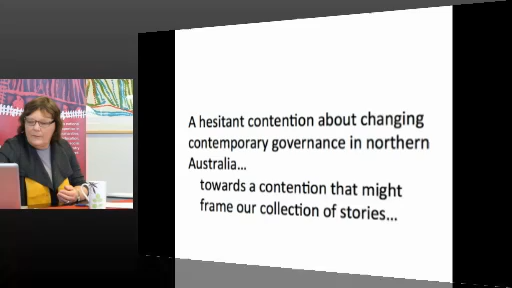 A hesitant contention about changing
contemporary governance in northern
Australia...
towards a contention that might
frame our collection of stories...